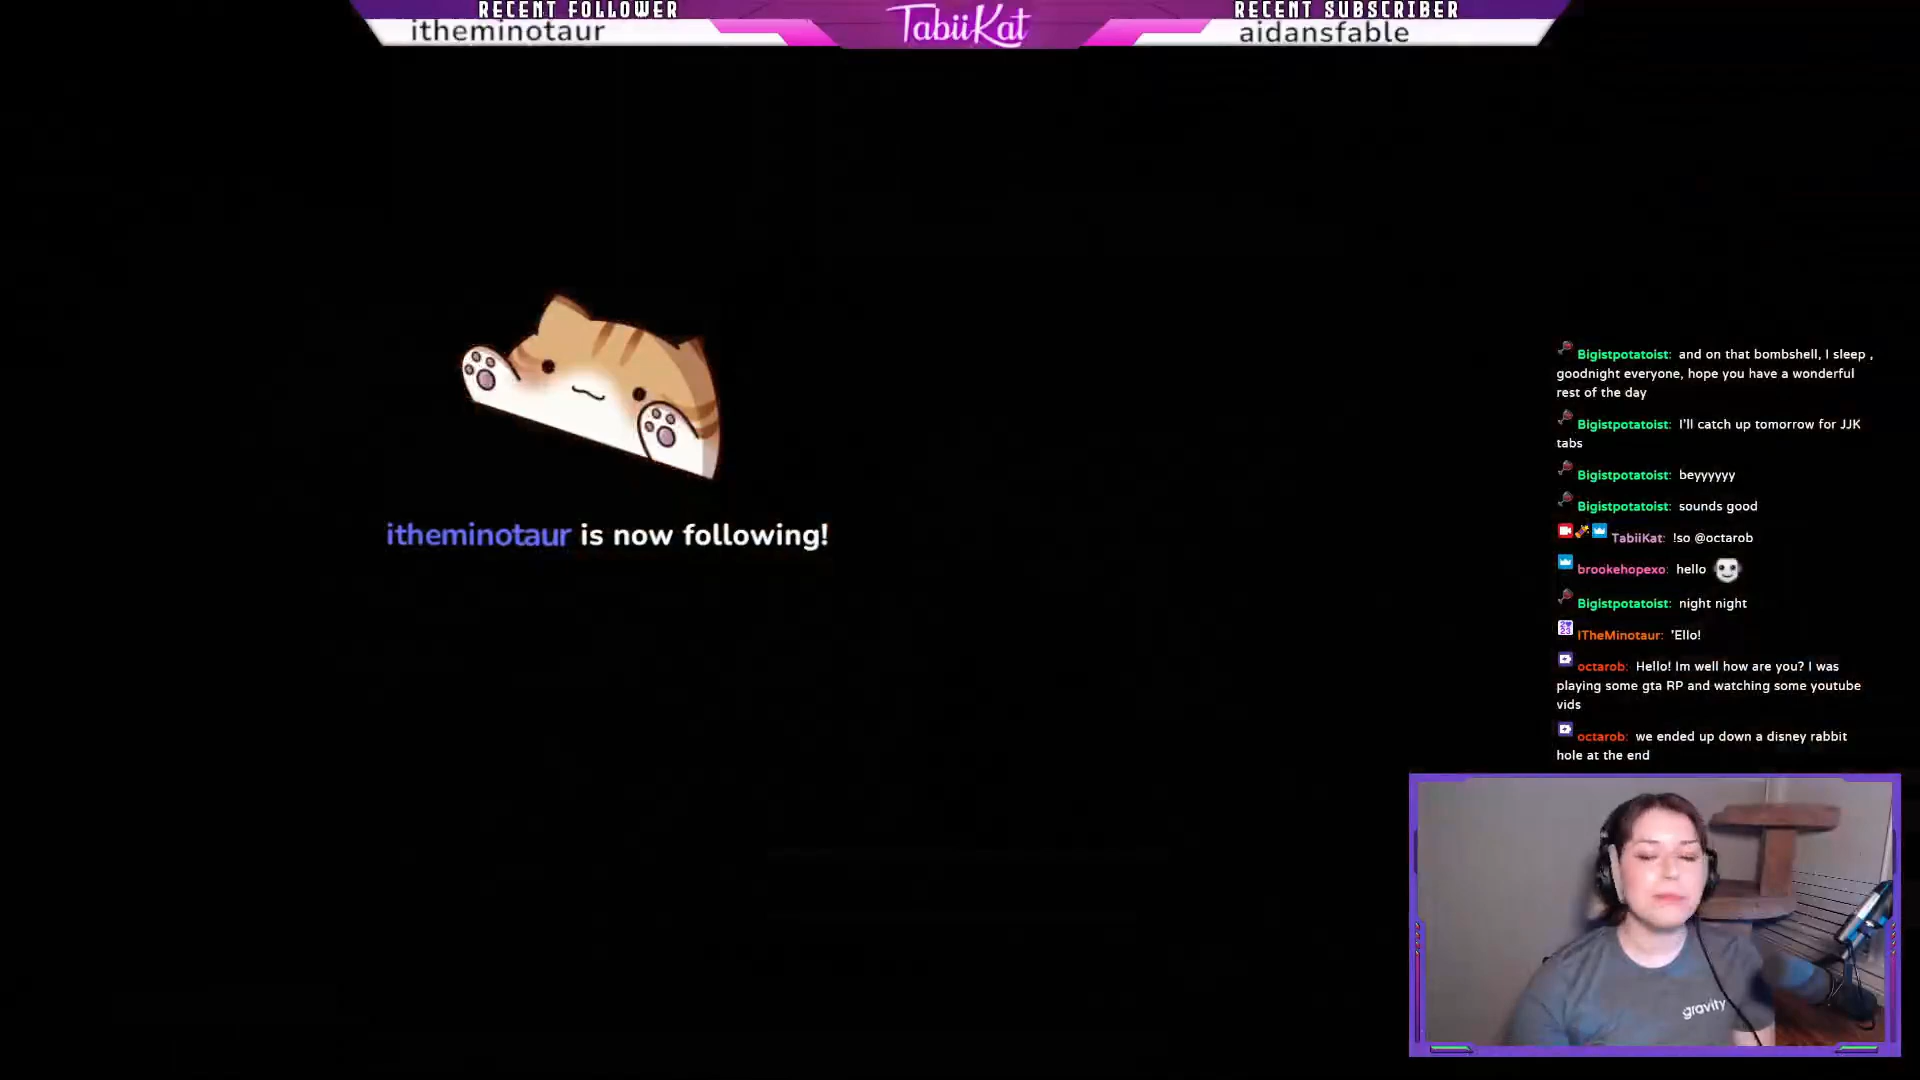 RECENT FOLLOWER
itheminotaur
TabiiKat
RECENT SUBSCRIBER
aidansfable
itheminotaur is now following!
Bigistpotatoist: and on that bombshell, I sleep ,
goodnight everyone, hope you have a wonderful
rest of the day
Bigistpotatoist: I'll catch up tomorrow for JJK
tabs
Bigistpotatoist: beyyyyyy
Bigistpotatoist: sounds good
TabiiKat: !so @octarob
brookehopexo: hello
Bigistpotatoist: night night
ITheMinotaur: 'Ello!
octarob: Hello! Im well how are you? I was
playing some gta RP and watching some youtube
vids
octarob: we ended up down a disney rabbit
hole at the end
gravity